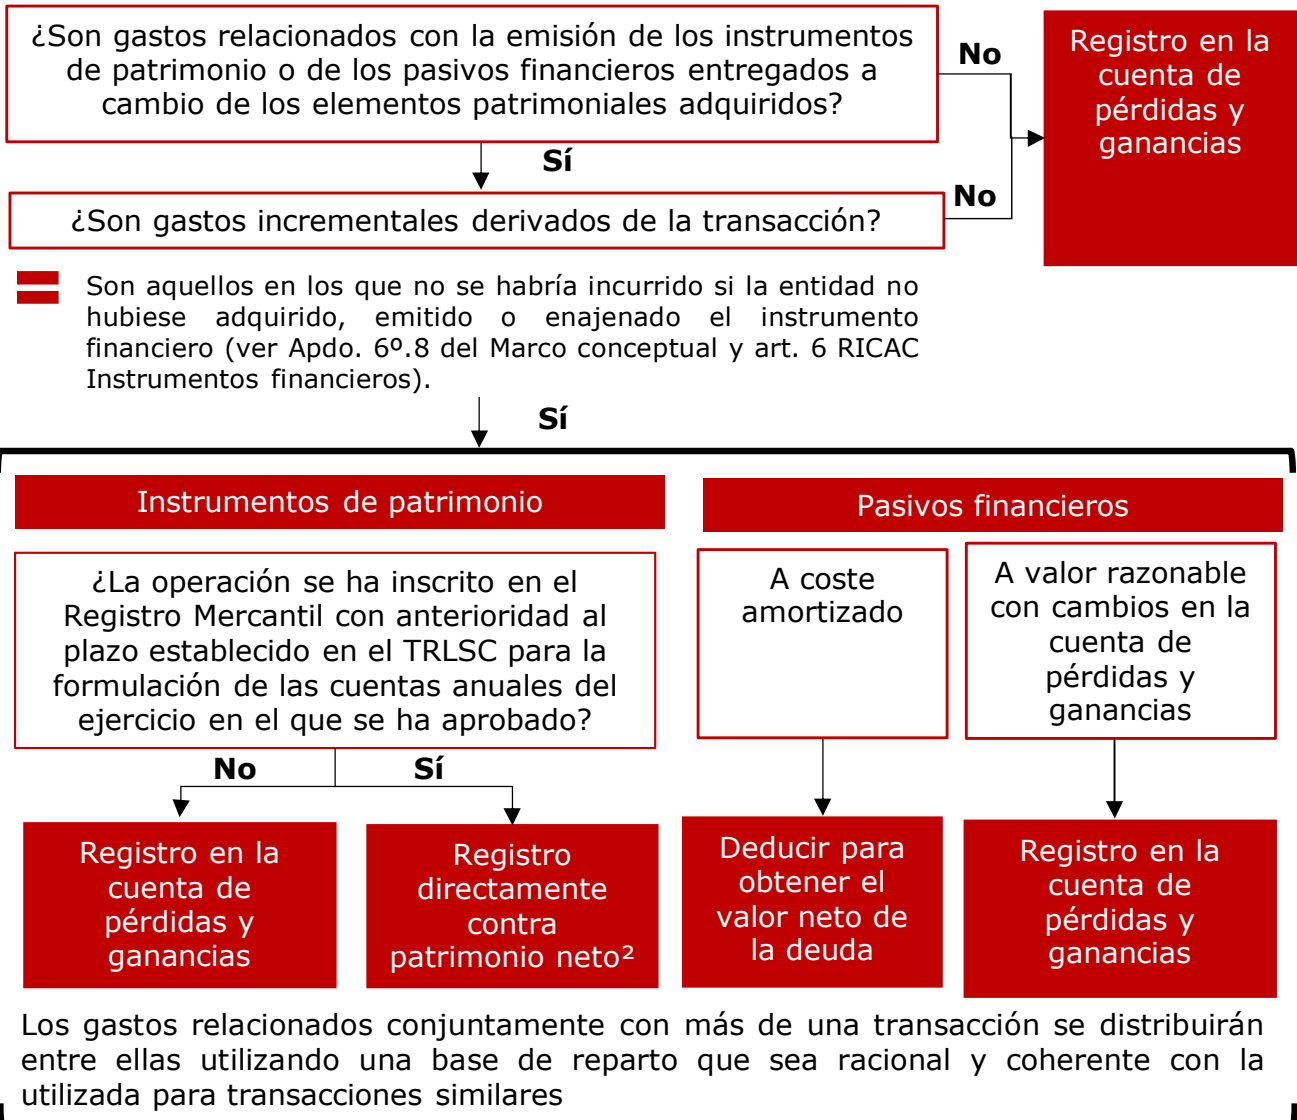 ¿Son gastos relacionados con la emisión de los instrumentos
de patrimonio o de los pasivos financieros entregados a
cambio de los elementos patrimoniales adquiridos?
No
Registro en la
cuenta de
pérdidas y
ganancias
Sí
¿Son gastos incrementales derivados de la transacción?
No
Son aquellos en los que no se habría incurrido si la entidad no
hubiese adquirido, emitido o enajenado el instrumento
financiero (ver Apdo. 6º.8 del Marco conceptual y art. 6 RICAC
Instrumentos financieros).
Sí
Instrumentos de patrimonio
¿La operación se ha inscrito en el
Registro Mercantil con anterioridad al
plazo establecido en el TRLSC para la
formulación de las cuentas anuales del
ejercicio en el que se ha aprobado?
No
Sí
Registro en la
cuenta de
pérdidas y
ganancias
Registro
directamente
contra
patrimonio neto²
Pasivos financieros
A coste
amortizado
A valor razonable
con cambios en la
cuenta de
pérdidas y
ganancias
Deducir para
obtener el
valor neto de
la deuda
Registro en la
cuenta de
pérdidas y
ganancias
Los gastos relacionados conjuntamente con más de una transacción se distribuirán
entre ellas utilizando una base de reparto que sea racional y coherente con la
utilizada para transacciones similares